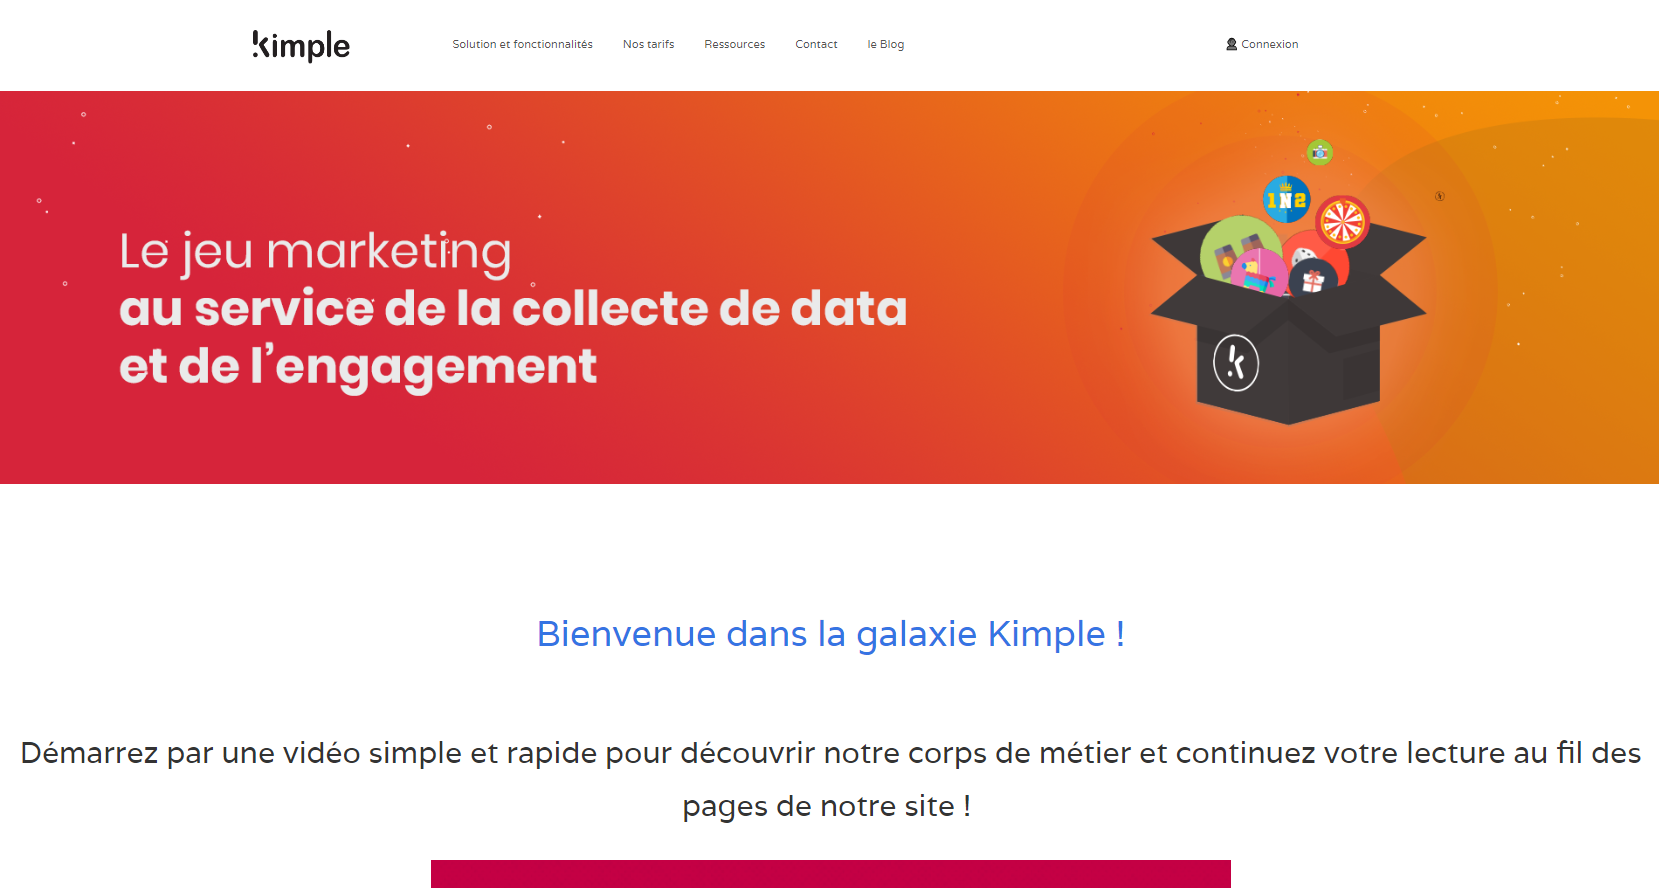 Kimple
Solution et fonctionnalités
Nos tarifs
Ressources
Contact
le Blog
Connexion
Le jeu marketing
au service de la collecte de data
et de l'engagement
1N2
Bienvenue dans la galaxie Kimple !
Démarrez par une vidéo simple et rapide pour découvrir notre corps de métier et continuez votre lecture au fil des
pages de notre site !